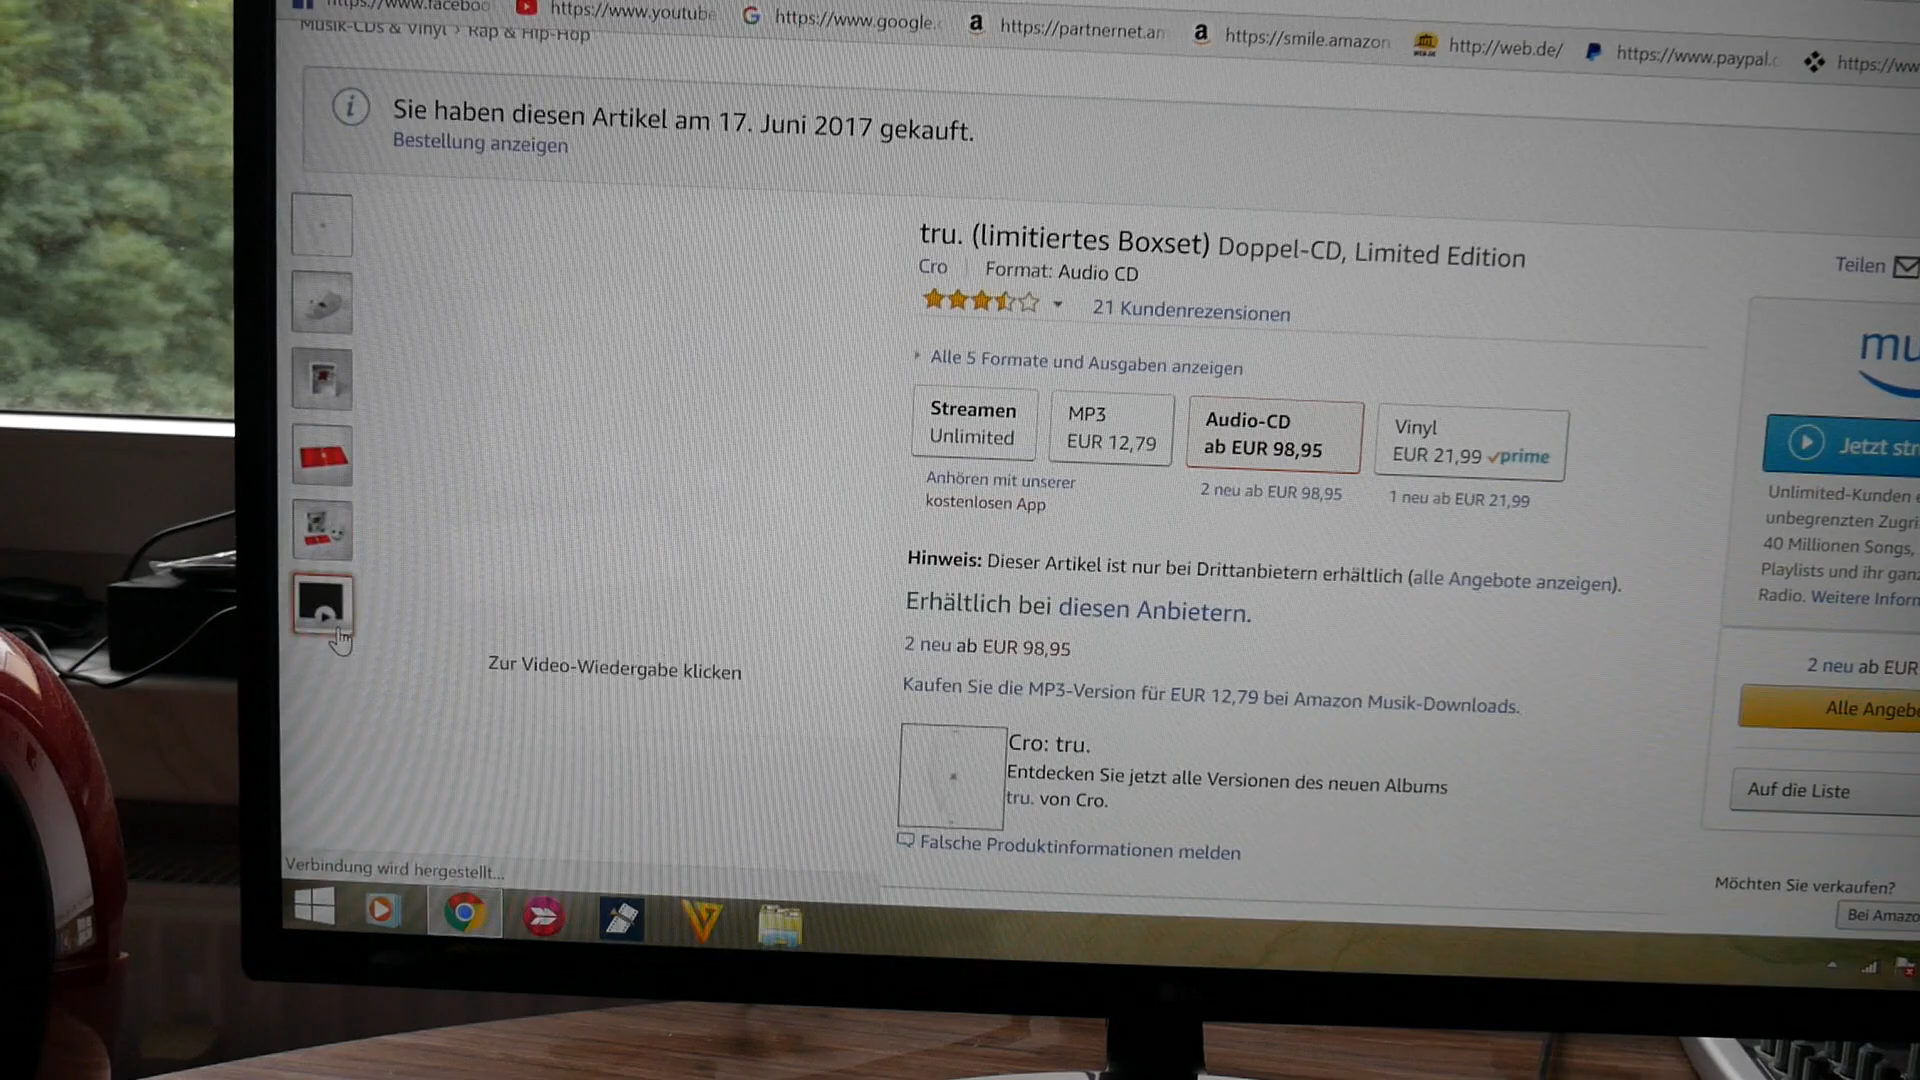 https://www.faceboo https://www.youtube https://www.google. https://partnernet.am https://smile.amazon http://web.de/ https://www.paypal. https://ww
Musik-CDs & Vinyl › Rap & Hip-Hop
Sie haben diesen Artikel am 17. Juni 2017 gekauft.
Bestellung anzeigen
tru. (limitiertes Boxset) Doppel-CD, Limited Edition
Cro | Format: Audio CD
Teilen
21 Kundenrezensionen
Alle 5 Formate und Ausgaben anzeigen
Streamen
Unlimited
MP3
EUR 12,79
Audio-CD
ab EUR 98,95
Vinyl
EUR 21,99 prime
Anhören mit unserer
kostenlosen App
2 neu ab EUR 98,95
1 neu ab EUR 21,99
Hinweis: Dieser Artikel ist nur bei Drittanbietern erhältlich (alle Angebote anzeigen).
Erhältlich bei diesen Anbietern.
2 neu ab EUR 98,95
Kaufen Sie die MP3-Version für EUR 12,79 bei Amazon Musik-Downloads.
Cro: tru.
Entdecken Sie jetzt alle Versionen des neuen Albums
tru. von Cro.
Falsche Produktinformationen melden
Zur Video-Wiedergabe klicken
Verbindung wird hergestellt...
mu
Jetzt str
Unlimited-Kunden e
unbegrenzten Zugri
40 Millionen Songs,
Playlists und ihr ganz
Radio. Weitere Inform
2 neu ab EUR
Alle Angebo
Auf die Liste
Möchten Sie verkaufen?
Bei Amazo